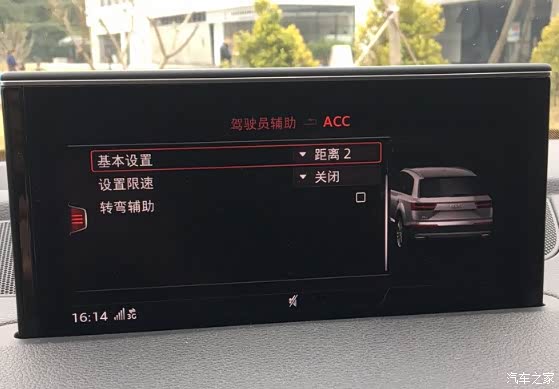 驾驶员辅助 ACC
基本设置 距离 2
设置限速 关闭
转弯辅助
16:14 3G
汽车之家